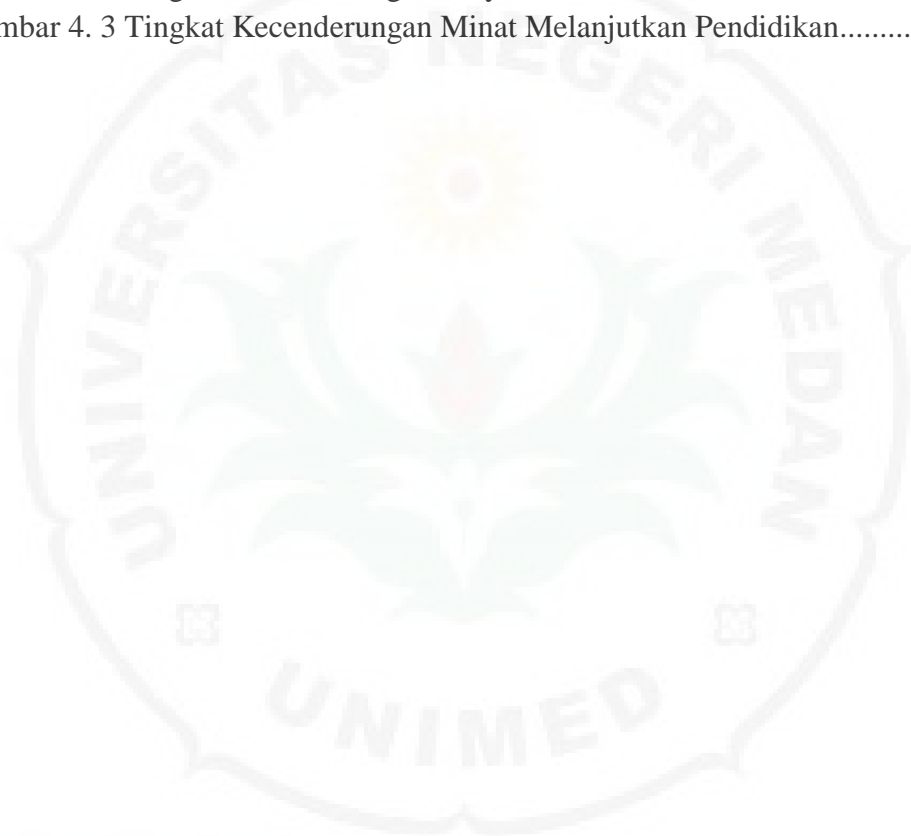 mbar 4. 3 Tingkat Kecenderungan Minat Melanjutkan Pendidikan.........
UNIVERSITAS NEGERI MEDAN
UNIMED